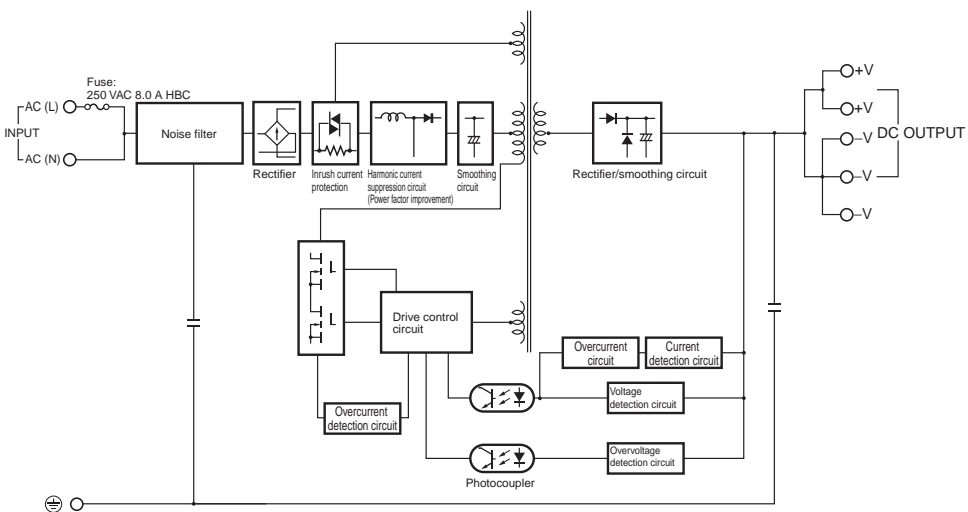 Fuse:
250 VAC 8.0 A HBC
AC (L)
INPUT
AC (N)
Noise filter
Rectifier
Inrush current
protection
Harmonic current
suppression circuit
(Power factor improvement)
Smoothing
circuit
Rectifier/smoothing circuit
+V
+V
–V
DC OUTPUT
–V
–V
Drive control
circuit
Overcurrent
detection circuit
Overcurrent
circuit
Current
detection circuit
Voltage
detection circuit
Overvoltage
detection circuit
Photocoupler